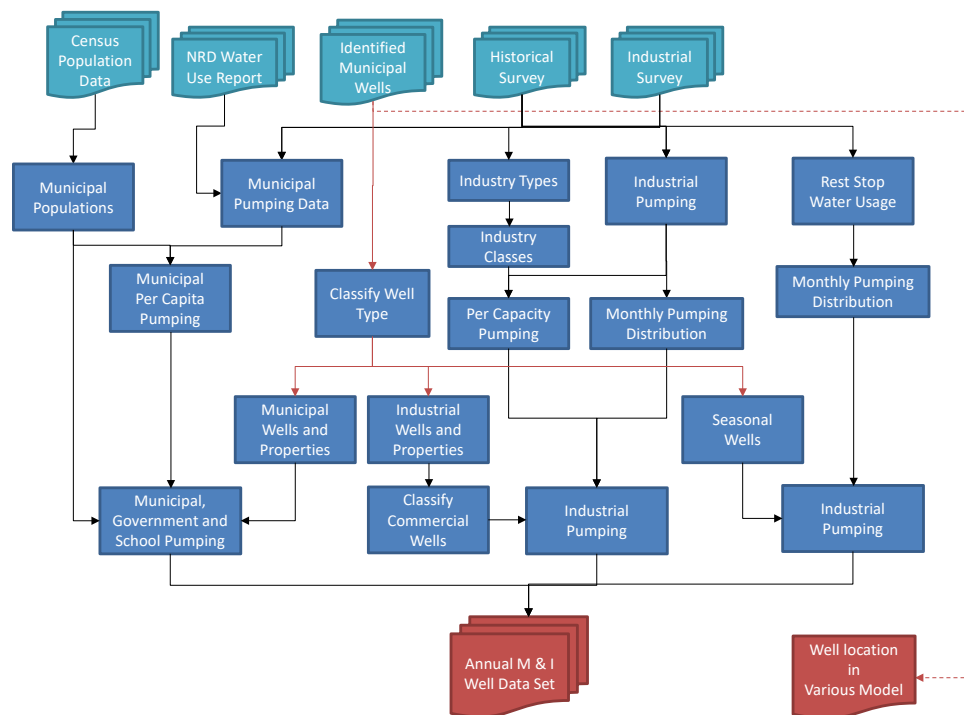 Census
Population
Data
NRD Water
Use Report
Identified
Municipal
Wells
Historical
Survey
Industrial
Survey
Municipal
Populations
Municipal
Pumping Data
Industry Types
Industrial
Pumping
Rest Stop
Water Usage
Industry
Classes
Municipal
Per Capita
Pumping
Classify Well
Type
Per Capacity
Pumping
Monthly Pumping
Distribution
Monthly Pumping
Distribution
Municipal
Wells and
Properties
Industrial
Wells and
Properties
Seasonal
Wells
Municipal,
Government and
School Pumping
Classify
Commercial
Wells
Industrial
Pumping
Industrial
Pumping
Annual M & I
Well Data Set
Well location
in
Various Model